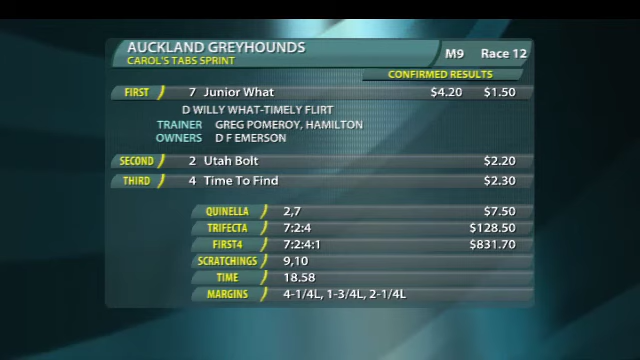 AUCKLAND GREYHOUNDS
CAROL'S TABS SPRINT
M9 Race 12
CONFIRMED RESULTS
FIRST 7 Junior What $4.20 $1.50
D WILLY WHAT-TIMELY FLIRT
TRAINER GREG POMEROY, HAMILTON
OWNERS D F EMERSON
SECOND 2 Utah Bolt $2.20
THIRD 4 Time To Find $2.30
QUINELLA 2,7 $7.50
TRIFECTA 7:2:4 $128.50
FIRST4 7:2:4:1 $831.70
SCRATCHINGS 9,10
TIME 18.58
MARGINS 4-1/4L, 1-3/4L, 2-1/4L